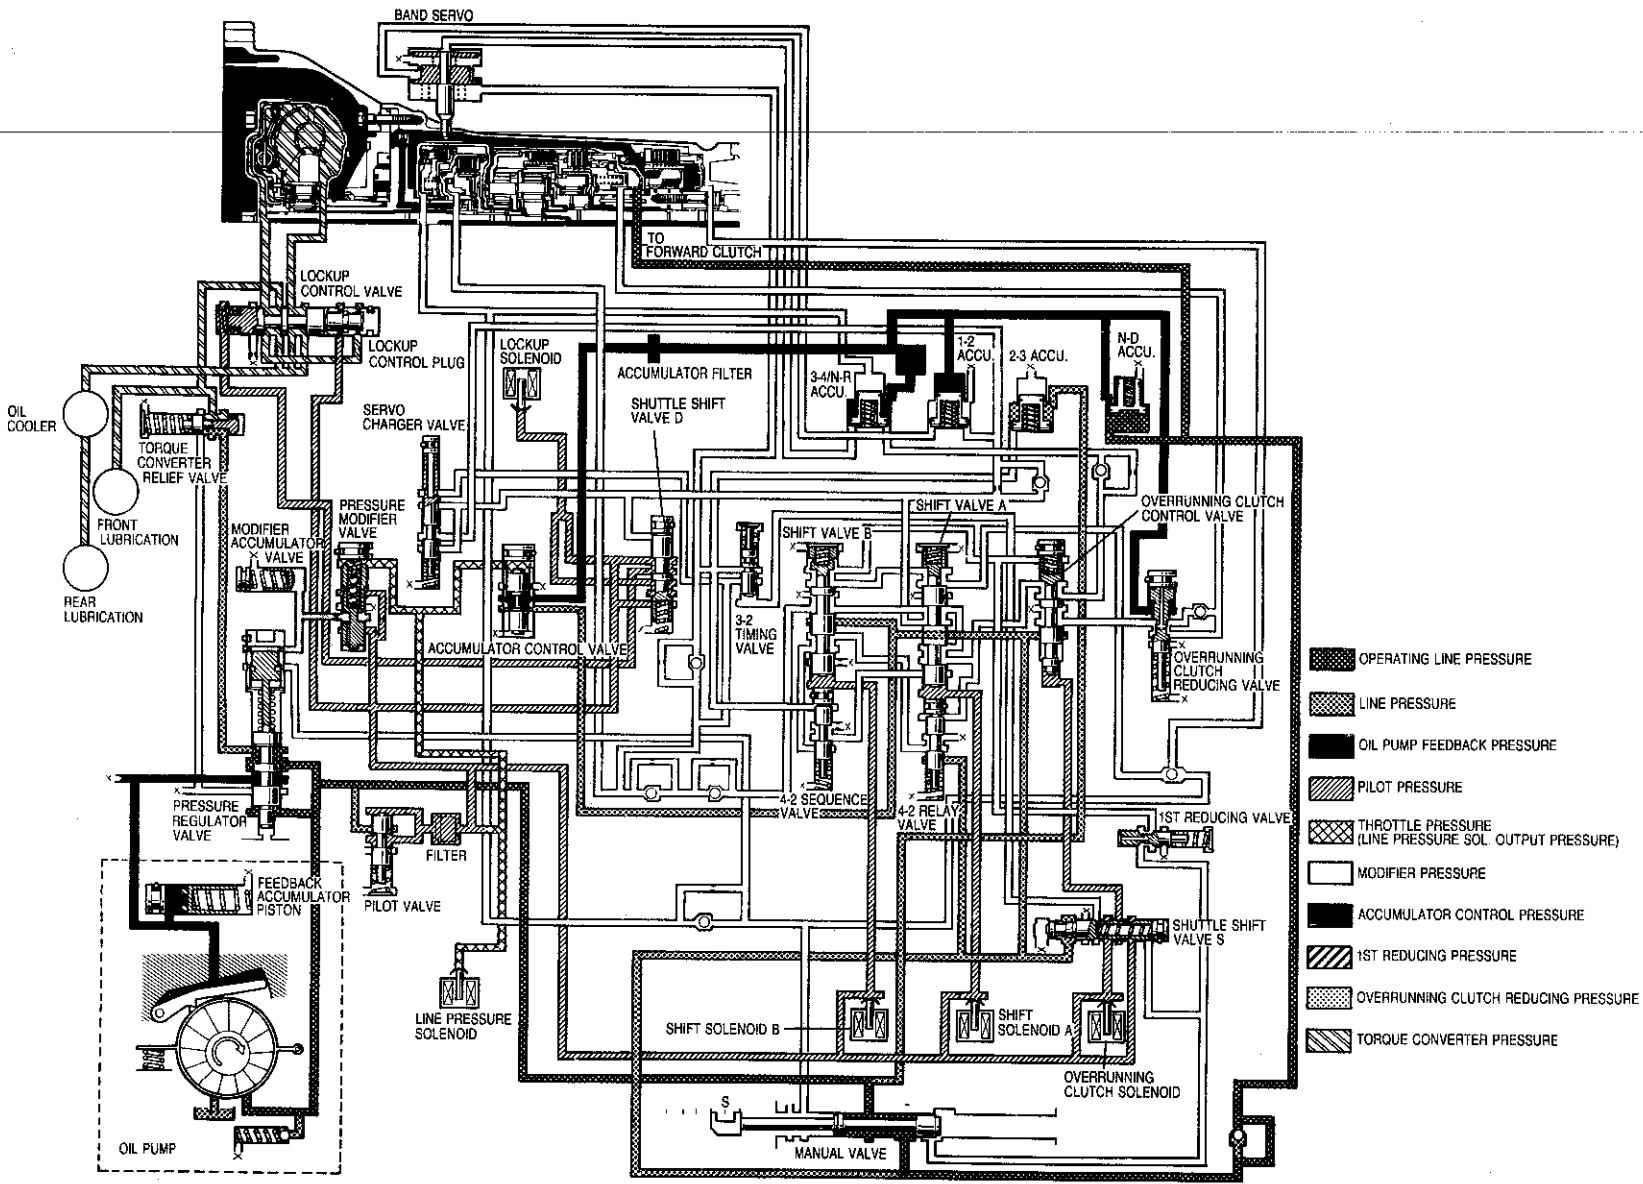 BAND SERVO
TO
FORWARD CLUTCH
LOCKUP
CONTROL VALVE
LOCKUP
CONTROL PLUG
LOCKUP
SOLENOID
ACCUMULATOR FILTER
1-2
ACCU.
2-3 ACCU.
N-D
ACCU.
3-4/N-R
ACCU.
OIL
COOLER
SERVO
CHARGER VALVE
SHUTTLE SHIFT
VALVE D
TORQUE
CONVERTER
RELIEF VALVE
FRONT
LUBRICATION
PRESSURE
MODIFIER
VALVE
MODIFIER
ACCUMULATOR
VALVE
SHIFT VALVE B
SHIFT VALVE A
OVERRUNNING CLUTCH
CONTROL VALVE
REAR
LUBRICATION
3-2
TIMING
VALVE
ACCUMULATOR CONTROL VALVE
OVERRUNNING
CLUTCH
REDUCING VALVE
PRESSURE
REGULATOR
VALVE
4-2 SEQUENCE
VALVE
4-2 RELAY
VALVE
1ST REDUCING VALVE
FILTER
PILOT VALVE
FEEDBACK
ACCUMULATOR
PISTON
SHUTTLE SHIFT
VALVE S
LINE PRESSURE
SOLENOID
SHIFT SOLENOID B
SHIFT
SOLENOID A
OVERRUNNING
CLUTCH SOLENOID
S
OIL PUMP
MANUAL VALVE
OPERATING LINE PRESSURE
LINE PRESSURE
OIL PUMP FEEDBACK PRESSURE
PILOT PRESSURE
THROTTLE PRESSURE
(LINE PRESSURE SOL. OUTPUT PRESSURE)
MODIFIER PRESSURE
ACCUMULATOR CONTROL PRESSURE
1ST REDUCING PRESSURE
OVERRUNNING CLUTCH REDUCING PRESSURE
TORQUE CONVERTER PRESSURE